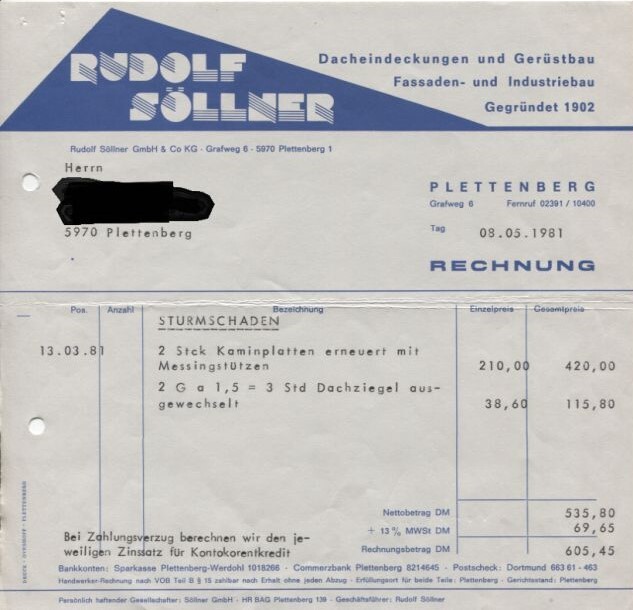 RUDOLF
SÖLLNER
Dacheindeckungen und Gerüstbau
Fassaden- und Industriebau
Gegründet 1902
Rudolf Söllner GmbH & Co KG · Grafweg 6 · 5970 Plettenberg 1
Herrn
5970 Plettenberg
PLETTENBERG
Grafweg 6 Fernruf 02391 / 10400
Tag 08.05.1981
RECHNUNG
Pos. Anzahl Bezeichnung Einzelpreis Gesamtpreis
STURMSCHADEN
13.03.81 2 Stck Kaminplatten erneuert mit
Messingstützen 210,00 420,00
2 G a 1,5 = 3 Std Dachziegel aus-
gewechselt 38,60 115,80
Nettobetrag DM 535,80
+ 13 % MWSt DM 69,65
Rechnungsbetrag DM 605,45
Bei Zahlungsverzug berechnen wir den je-
weiligen Zinssatz für Kontokorentkredit
Bankkonten: Sparkasse Plettenberg-Werdohl 1018266 · Commerzbank Plettenberg 8214645 · Postscheck: Dortmund 663 61-463
Handwerker-Rechnung nach VOB Teil B § 15 zahlbar nach Erhalt ohne jeden Abzug · Erfüllungsort für beide Teile: Plettenberg · Gerichtsstand: Plettenberg
Persönlich haftender Gesellschafter: Söllner GmbH · HR BAG Plettenberg 139 · Geschäftsführer: Rudolf Söllner